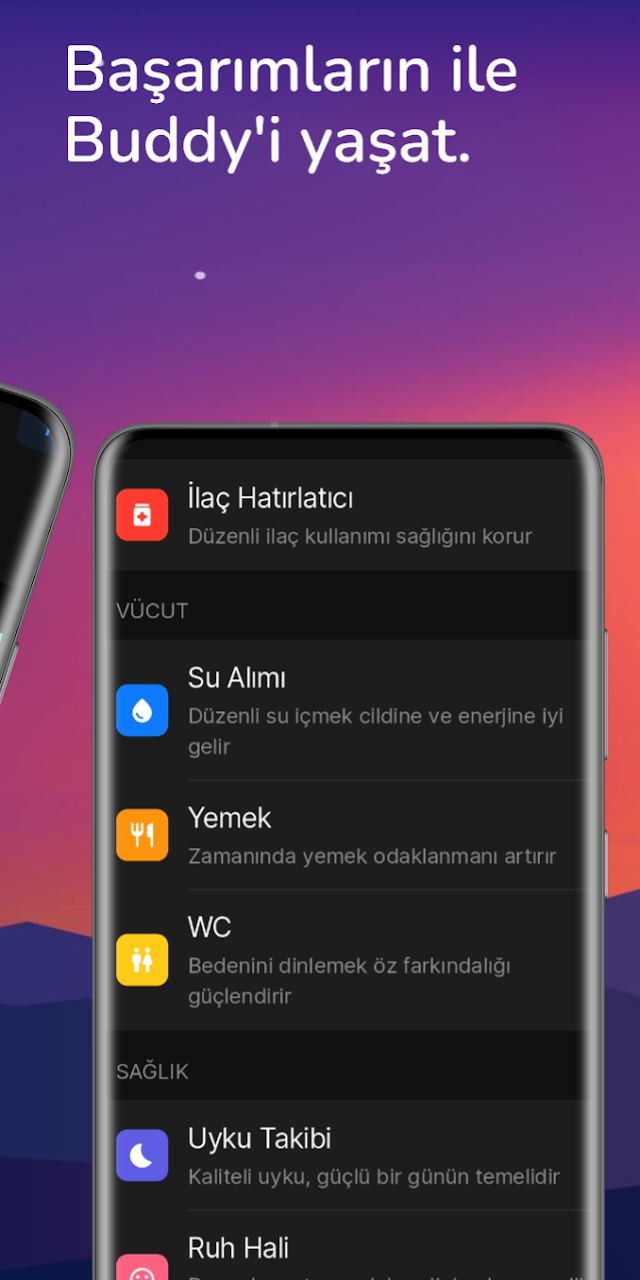 Başarımların ile
Buddy'i yaşat.
İlaç Hatırlatıcı
Düzenli ilaç kullanımı sağlığını korur
VÜCUT
Su Alımı
Düzenli su içmek cildine ve enerjine iyi
gelir
Yemek
Zamanında yemek odaklanmanı artırır
WC
Bedenini dinlemek öz farkındalığı
güçlendirir
SAĞLIK
Uyku Takibi
Kaliteli uyku, güçlü bir günün temelidir
Ruh Hali